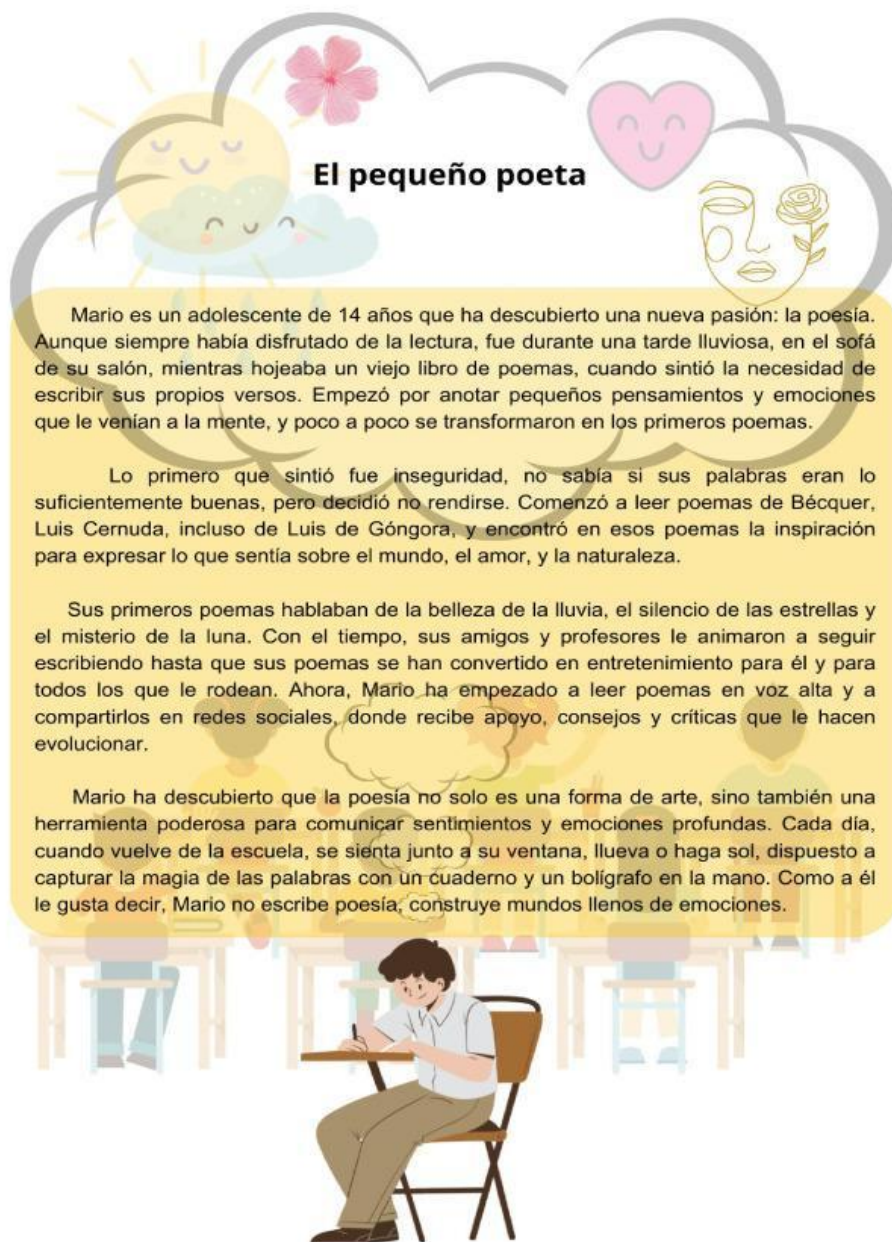 El pequeño poeta
Mario es un adolescente de 14 años que ha descubierto una nueva pasión: la poesía.
Aunque siempre había disfrutado de la lectura, fue durante una tarde lluviosa, en el sofá
de su salón, mientras hojeaba un viejo libro de poemas, cuando sintió la necesidad de
escribir sus propios versos. Empezó por anotar pequeños pensamientos y emociones
que le venían a la mente, y poco a poco se transformaron en los primeros poemas.
Lo primero que sintió fue inseguridad, no sabía si sus palabras eran lo
suficientemente buenas, pero decidió no rendirse. Comenzó a leer poemas de Bécquer,
Luis Cernuda, incluso de Luis de Góngora, y encontró en esos poemas la inspiración
para expresar lo que sentía sobre el mundo, el amor, y la naturaleza.
Sus primeros poemas hablaban de la belleza de la lluvia, el silencio de las estrellas y
el misterio de la luna. Con el tiempo, sus amigos y profesores le animaron a seguir
escribiendo hasta que sus poemas se han convertido en entretenimiento para él y para
todos los que le rodean. Ahora, Mario ha empezado a leer poemas en voz alta y a
compartirlos en redes sociales, donde recibe apoyo, consejos y críticas que le hacen
evolucionar.
Mario ha descubierto que la poesía no solo es una forma de arte, sino también una
herramienta poderosa para comunicar sentimientos y emociones profundas. Cada día,
cuando vuelve de la escuela, se sienta junto a su ventana, llueva o haga sol, dispuesto a
capturar la magia de las palabras con un cuaderno y un bolígrafo en la mano. Como a él
le gusta decir, Mario no escribe poesía, construye mundos llenos de emociones.